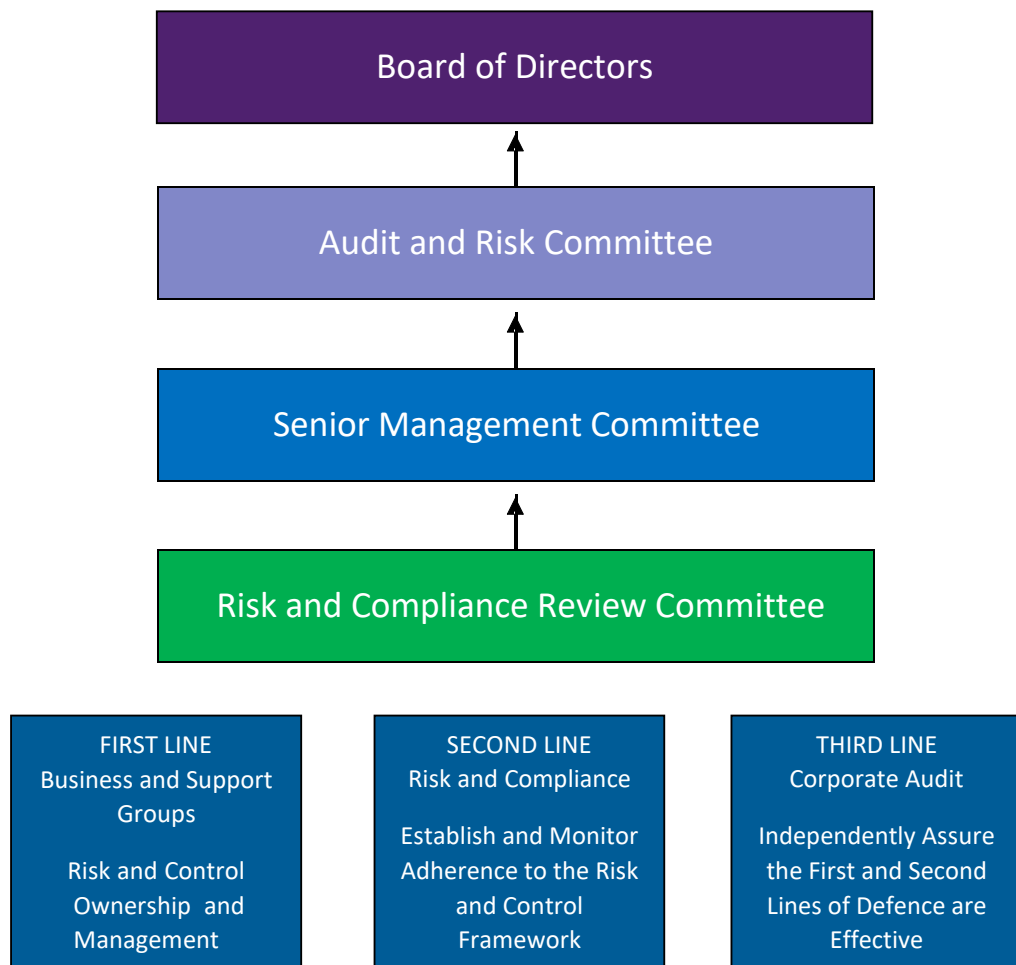 Board of Directors
Audit and Risk Committee
Senior Management Committee
Risk and Compliance Review Committee
FIRST LINE
Business and Support
Groups
Risk and Control
Ownership and
Management
SECOND LINE
Risk and Compliance
Establish and Monitor
Adherence to the Risk
and Control
Framework
THIRD LINE
Corporate Audit
Independently Assure
the First and Second
Lines of Defence are
Effective